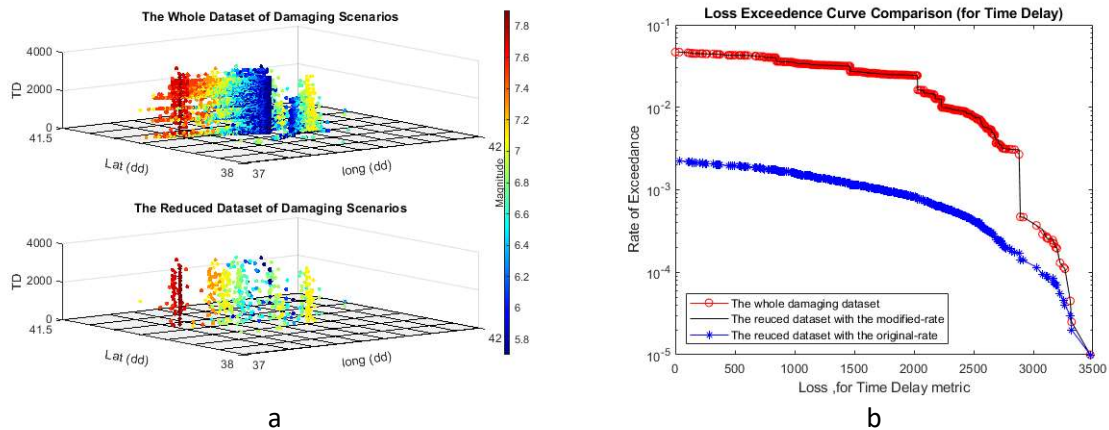 The Whole Dataset of Damaging Scenarios
4000
2000
0
TD
41.5
Lat (dd)
38
37
long (dd)
42
The Reduced Dataset of Damaging Scenarios
4000
2000
0
TD
41.5
Lat (dd)
38
37
long (dd)
42
7.8
7.6
7.4
7.2
7
6.8
6.6
6.4
6.2
6
5.8
Magnitude
a
Loss Exceedence Curve Comparison (for Time Delay)
10-1
10-2
10-3
10-4
10-5
Rate of Exceedance
The whole damaging dataset
The reuced dataset with the modified-rate
The reuced dataset with the original-rate
0
500
1000
1500
2000
2500
3000
3500
Loss ,for Time Delay metric
b